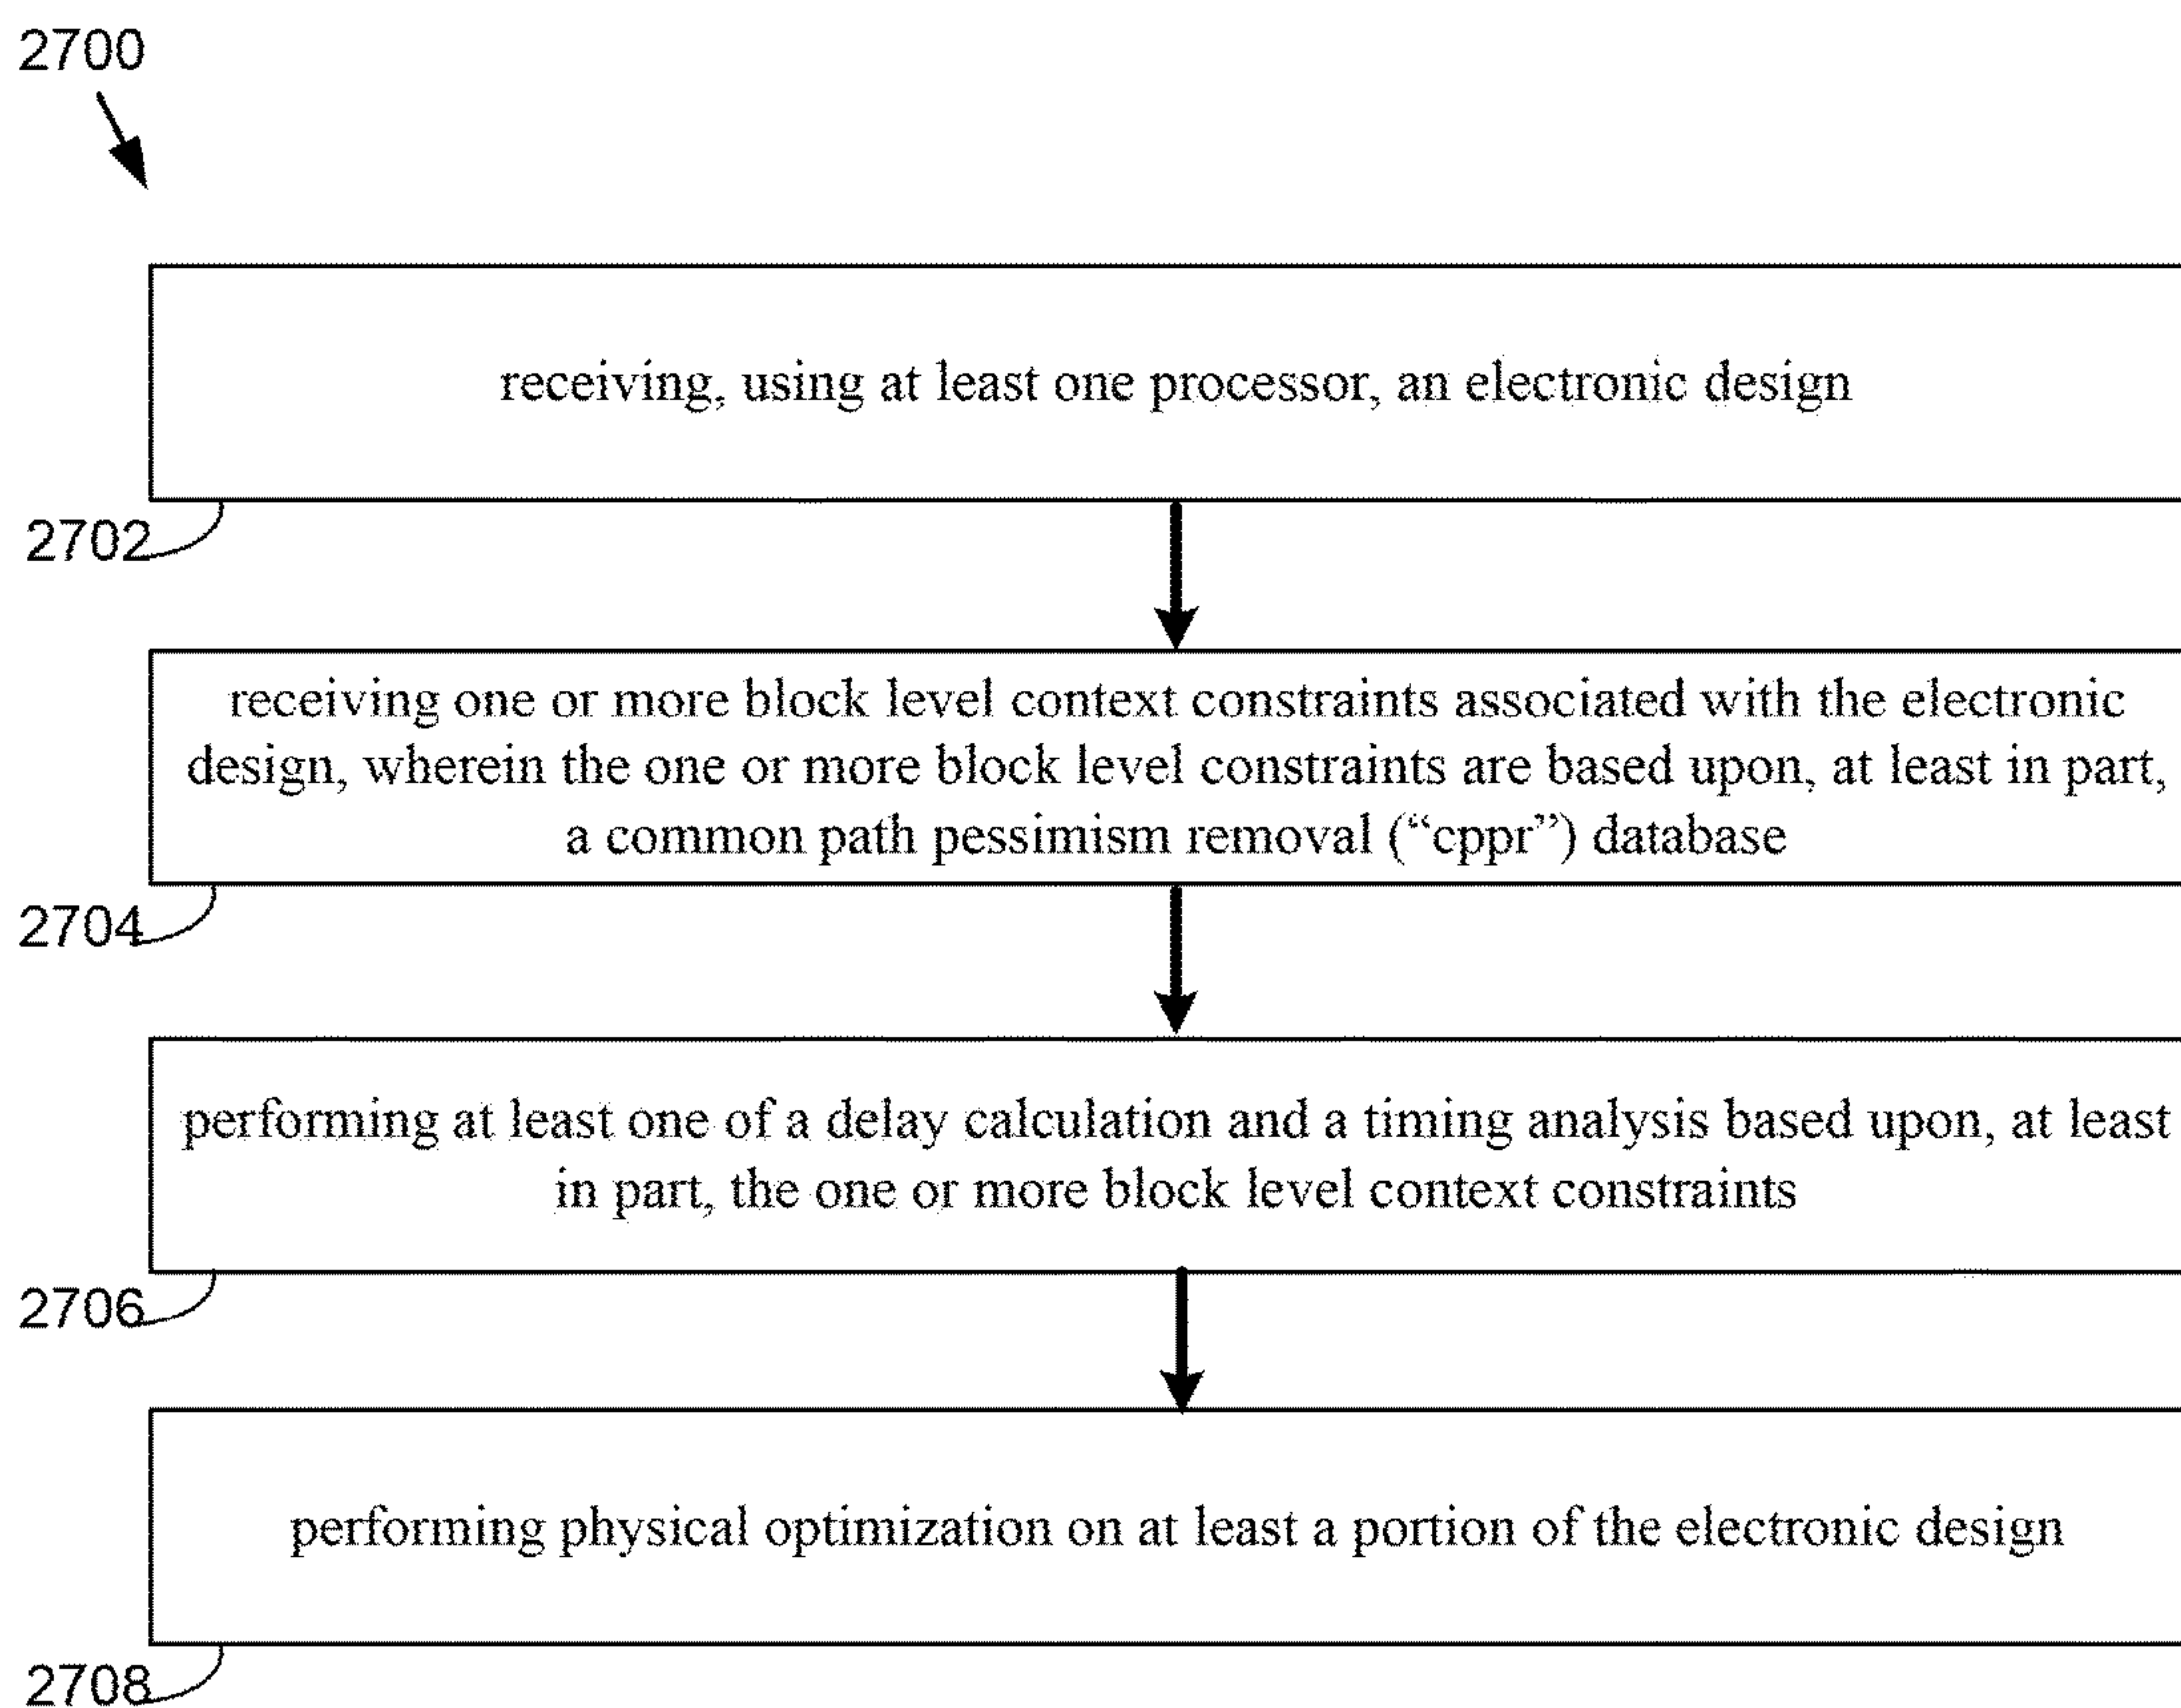 2700
receiving, using at least one processor, an electronic design
2702
receiving one or more block level context constraints associated with the electronic
design, wherein the one or more block level constraints are based upon, at least in part,
a common path pessimism removal (“cppr”) database
2704
performing at least one of a delay calculation and a timing analysis based upon, at least
in part, the one or more block level context constraints
2706
performing physical optimization on at least a portion of the electronic design
2708